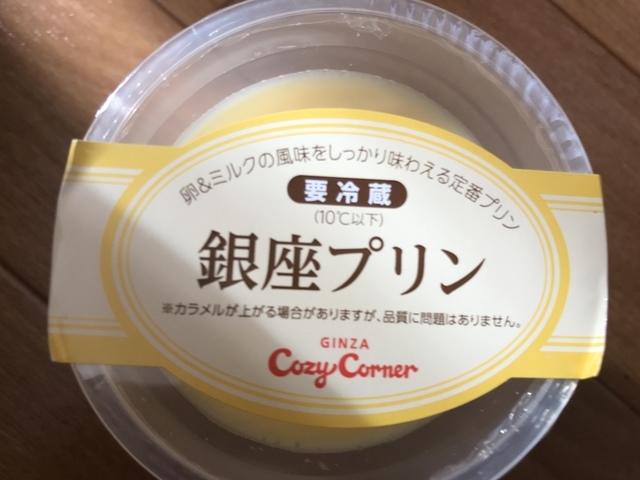 卵&ミルクの風味をしっかり味わえる定番プリン
要冷蔵
(10℃以下)
銀座プリン
※カラメルが上がる場合がありますが、品質に問題はありません。
GINZA
Cozy Corner